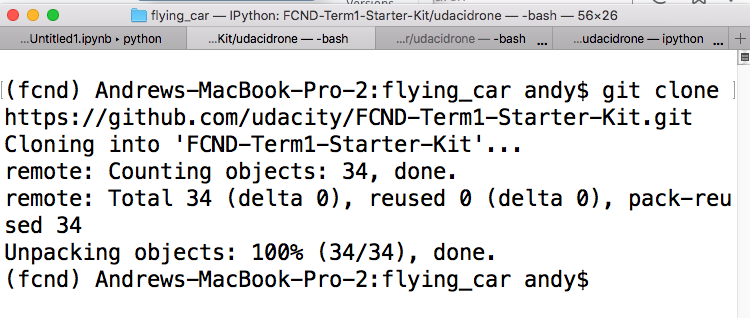 Versions
flying_car — IPython: FCND-Term1-Starter-Kit/udacidrone — -bash — 56×26
...Untitled1.ipynb ▸ python ...Kit/udacidrone — -bash ...r/udacidrone — -bash ... ...udacidrone — ipython ... +
(fcnd) Andrews-MacBook-Pro-2:flying_car andy$ git clone
https://github.com/udacity/FCND-Term1-Starter-Kit.git
Cloning into 'FCND-Term1-Starter-Kit'...
remote: Counting objects: 34, done.
remote: Total 34 (delta 0), reused 0 (delta 0), pack-reu
sed 34
Unpacking objects: 100% (34/34), done.
(fcnd) Andrews-MacBook-Pro-2:flying_car andy$